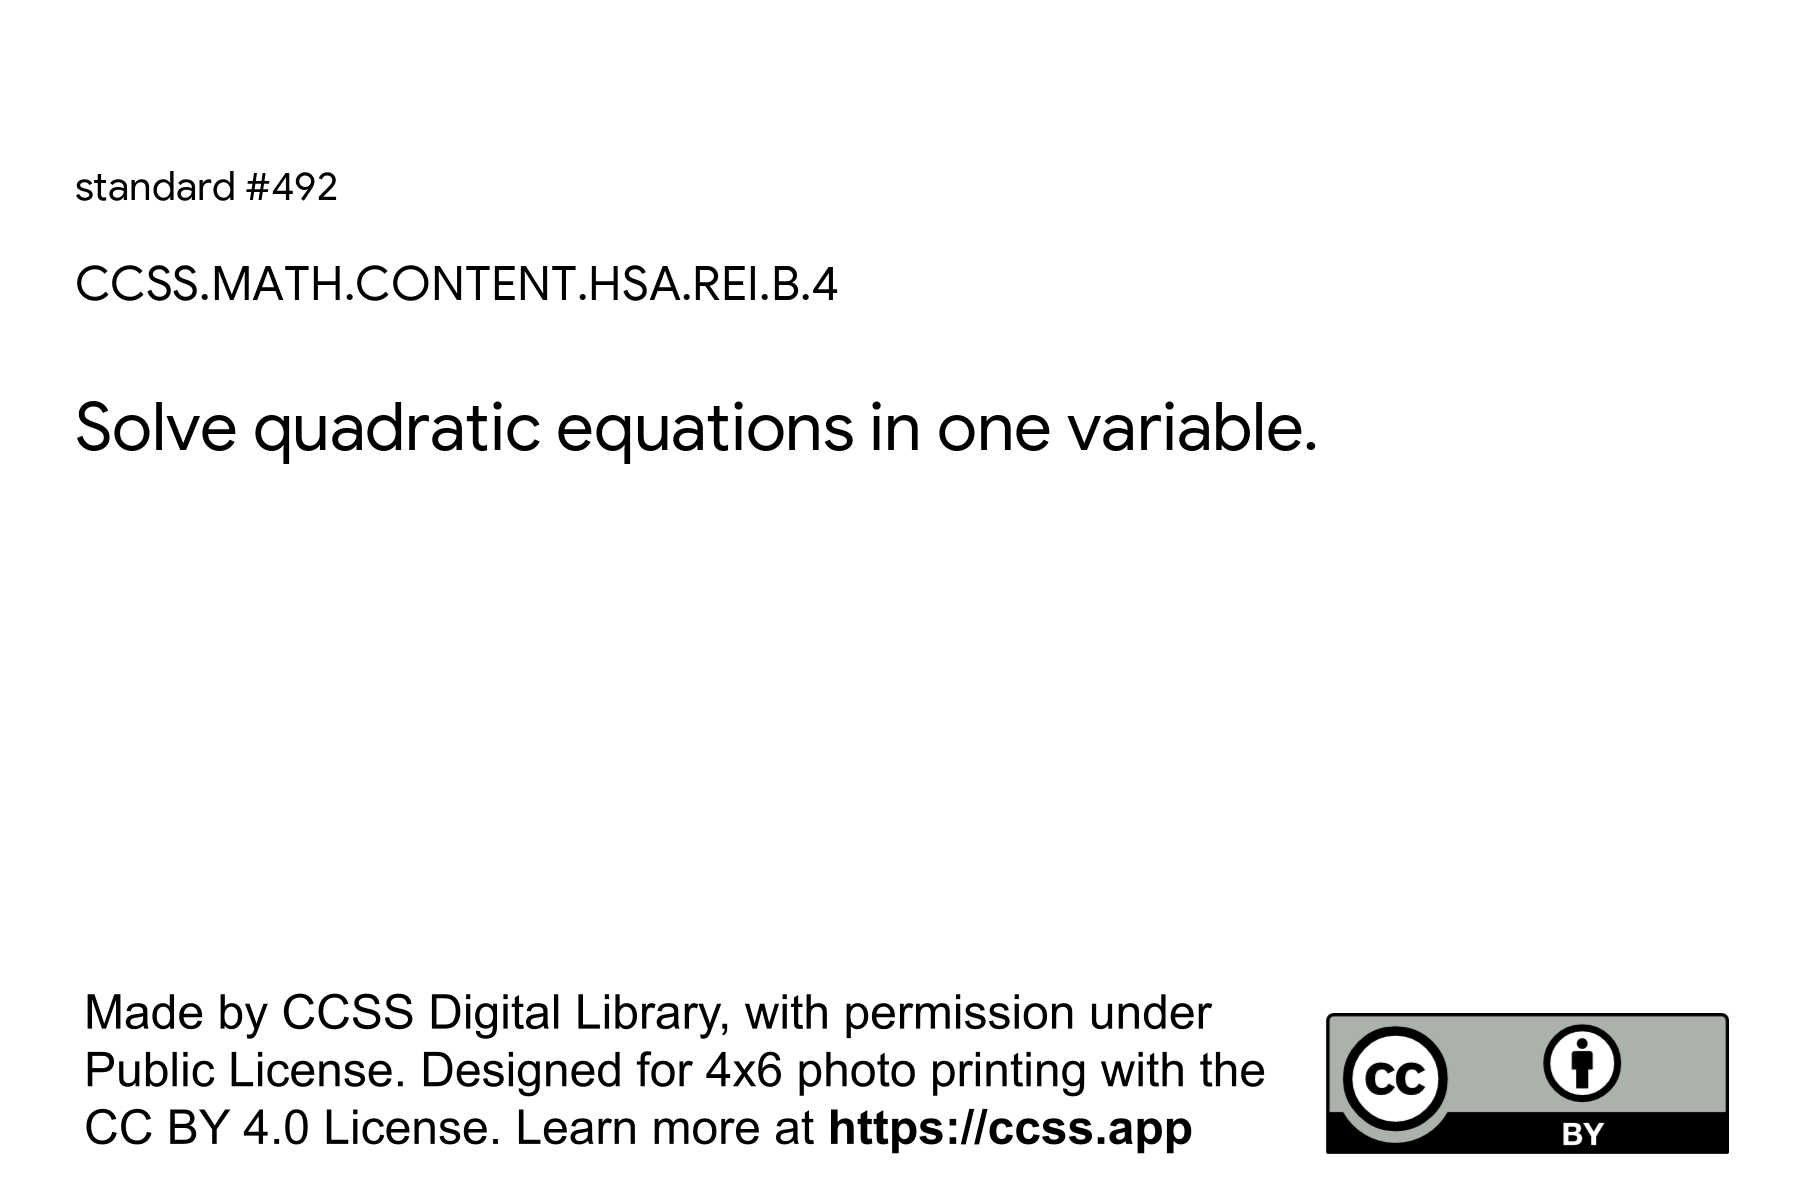 standard #492
CCSS.MATH.CONTENT.HSA.REI.B.4
Solve quadratic equations in one variable.
Made by CCSS Digital Library, with permission under
Public License. Designed for 4x6 photo printing with the
CC BY 4.0 License. Learn more at https://ccss.app
CC
BY